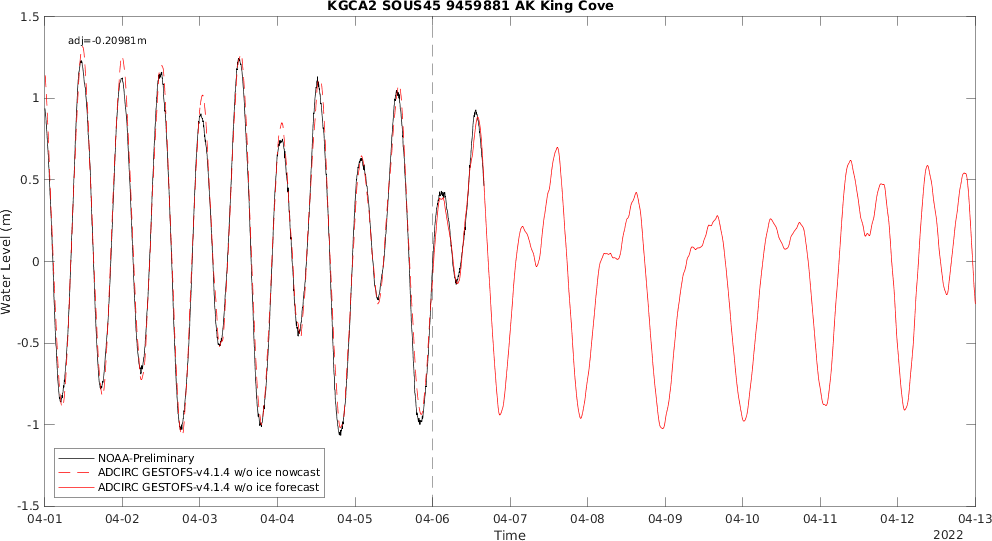 KGCA2 SOUS45 9459881 AK King Cove
adj=-0.20981m
1.5
1
0.5
0
-0.5
-1
-1.5
Water Level (m)
NOAA-Preliminary
ADCIRC GESTOFS-v4.1.4 w/o ice nowcast
ADCIRC GESTOFS-v4.1.4 w/o ice forecast
04-01 04-02 04-03 04-04 04-05 04-06 04-07 04-08 04-09 04-10 04-11 04-12 04-13
Time
2022